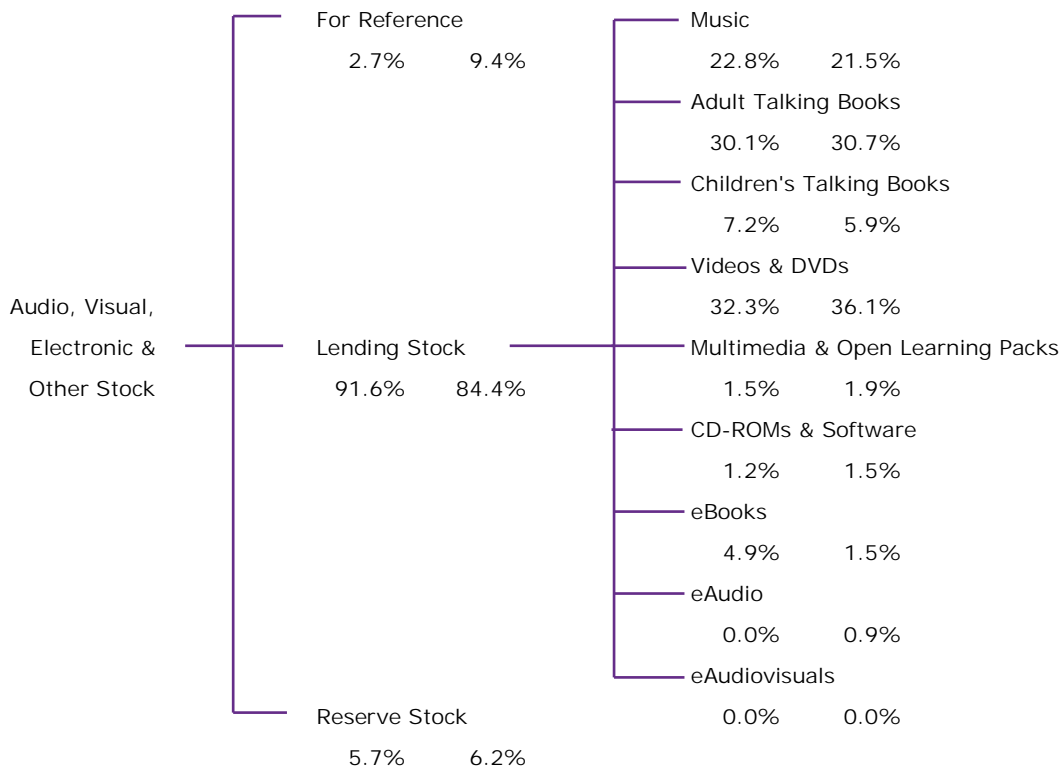 For Reference
2.7% 9.4%
Audio, Visual,
Electronic &
Other Stock
Lending Stock
91.6% 84.4%
Reserve Stock
5.7% 6.2%
Music
22.8% 21.5%
Adult Talking Books
30.1% 30.7%
Children's Talking Books
7.2% 5.9%
Videos & DVDs
32.3% 36.1%
Multimedia & Open Learning Packs
1.5% 1.9%
CD-ROMs & Software
1.2% 1.5%
eBooks
4.9% 1.5%
eAudio
0.0% 0.9%
eAudiovisuals
0.0% 0.0%